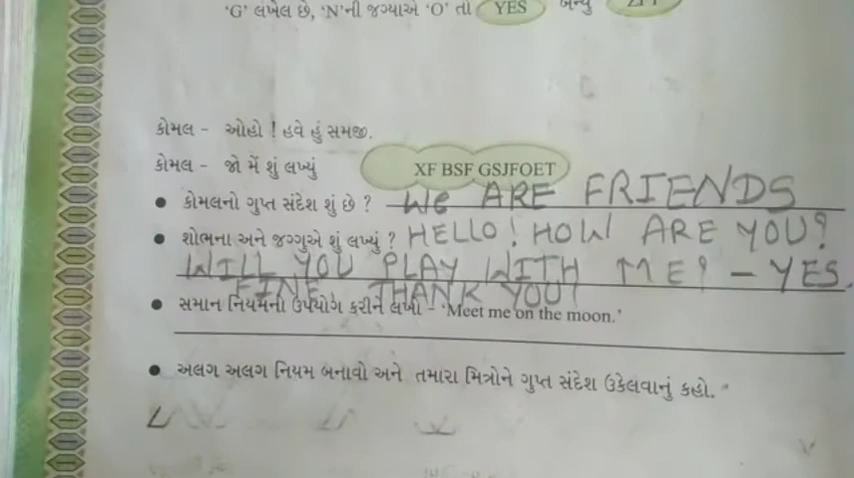 'G' લખેલ છે, 'N'ની જગ્યાએ 'O' તો YES બન્યુ ZFT
કોમલ - ઓહો ! હવે હું સમજી.
કોમલ - જો મેં શું લખ્યું XF BSF GSJFOET
• કોમલનો ગુપ્ત સંદેશ શું છે ? We ARE FRIENDS
• શોભના અને જગ્ગુએ શું લખ્યું ? HELLO! HOW ARE YOU?
WILL YOU PLAY WITH ME? - YES.
FINE THANK YOU!
• સમાન નિયમનો ઉપયોગ કરીને લખો - 'Meet me on the moon.'
• અલગ અલગ નિયમ બનાવો અને તમારા મિત્રોને ગુપ્ત સંદેશ ઉકેલવાનું કહો.